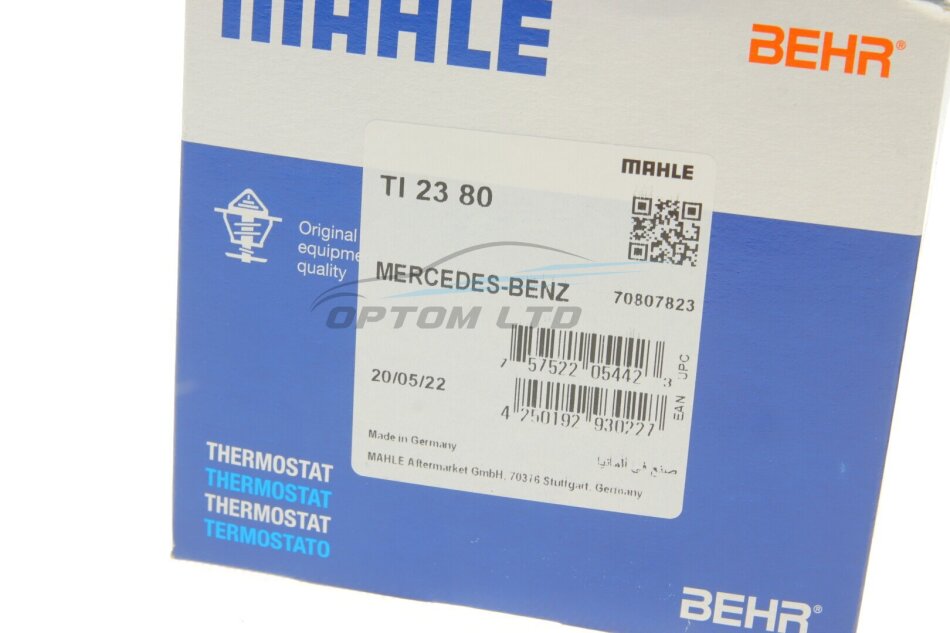 MAHLE
BEHR®
MAHLE
TI 23 80
Original
equipme
quality
MERCEDES-BENZ
70807823
OPTOM LTD
7 57522 05442 3
UPC
20/05/22
4 250192 930227
EAN
Made in Germany
صنع في ألمانيا
MAHLE Aftermarket GmbH, 70376 Stuttgart, Germany
THERMOSTAT
THERMOSTAT
THERMOSTAT
TERMOSTATO
BEHR®